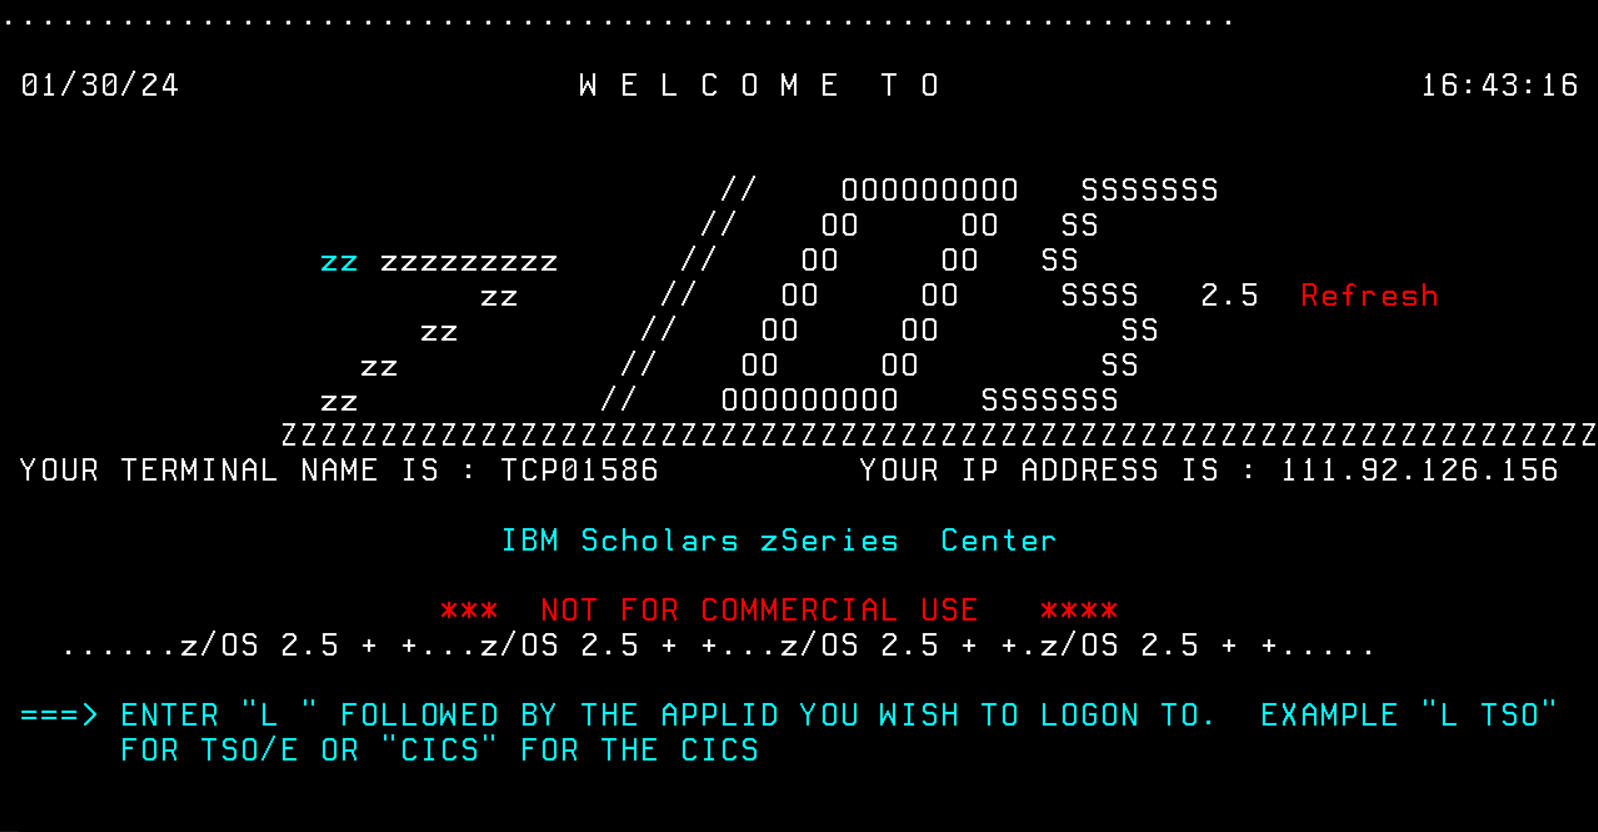 ..............................................................
01/30/24 W E L C O M E  T O 16:43:16
// OOOOOOOOO SSSSSSS
// OO OO SS
zz zzzzzzzzz // OO OO SS
zz // OO OO SSSS 2.5 Refresh
zz // OO OO SS
zz // OO OO SS
zz // OOOOOOOOO SSSSSSS
ZZZZZZZZZZZZZZZZZZZZZZZZZZZZZZZZZZZZZZZZZZZZZZZZZZZZZZZZZZZZZZZZZZ
YOUR TERMINAL NAME IS : TCP01586 YOUR IP ADDRESS IS : 111.92.126.156
IBM Scholars zSeries  Center
***  NOT FOR COMMERCIAL USE   ****
......z/OS 2.5 + +...z/OS 2.5 + +...z/OS 2.5 + +.z/OS 2.5 + +.....
===> ENTER "L " FOLLOWED BY THE APPLID YOU WISH TO LOGON TO.  EXAMPLE "L TSO"
FOR TSO/E OR "CICS" FOR THE CICS